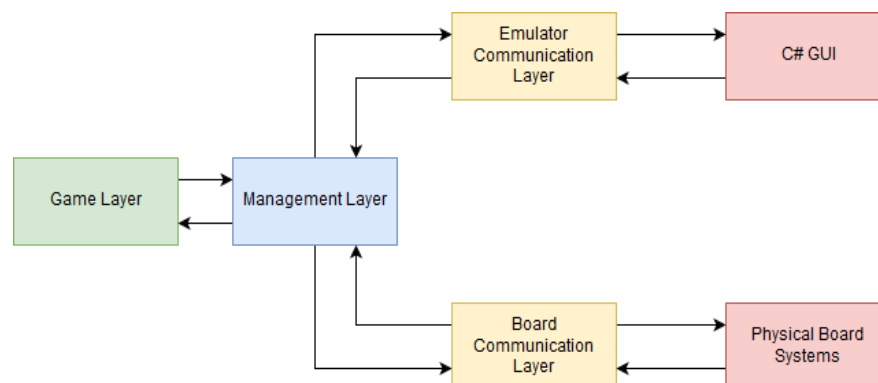 Emulator
Communication
Layer
C# GUI
Game Layer
Management Layer
Board
Communication
Layer
Physical Board
Systems